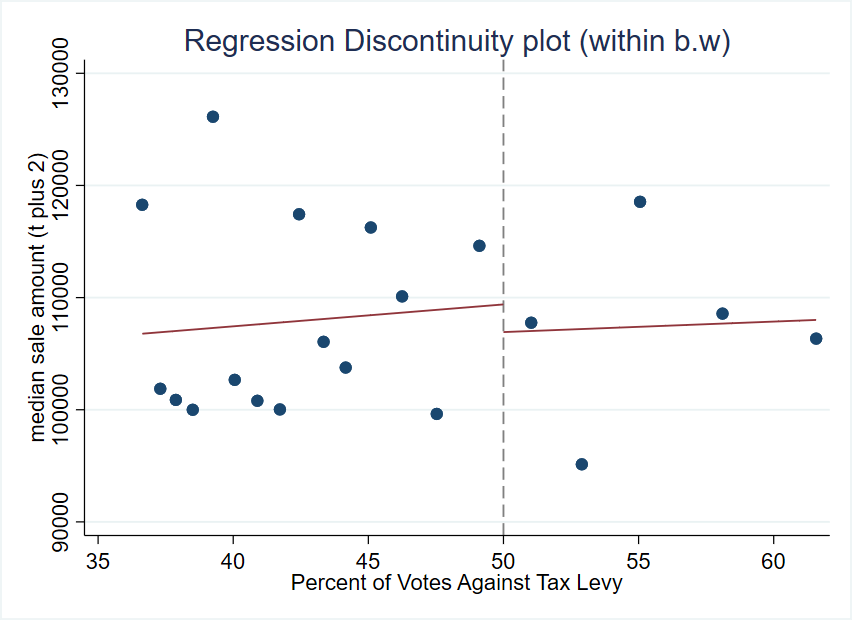 Regression Discontinuity plot (within b.w)
median sale amount (t plus 2)
130000
120000
110000
100000
90000
35 40 45 50 55 60
Percent of Votes Against Tax Levy